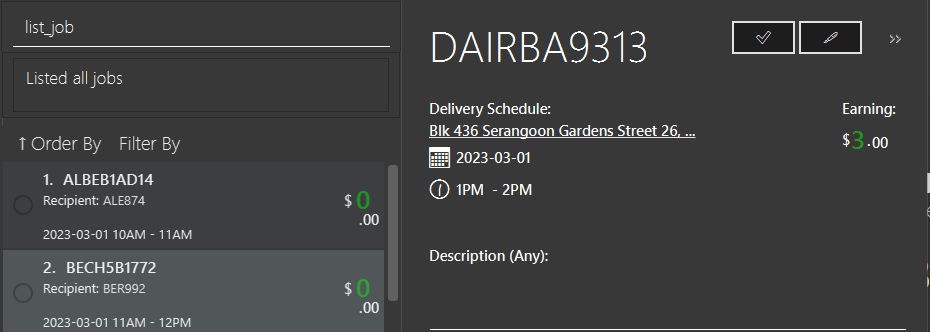 list_job
Listed all jobs
↑ Order By Filter By
1. ALBEB1AD14
Recipient: ALE874
$ 0.00
2023-03-01 10AM - 11AM
2. BECH5B1772
Recipient: BER992
$ 0.00
2023-03-01 11AM - 12PM
DAIRBA9313
>>
Delivery Schedule:
Blk 436 Serangoon Gardens Street 26, ...
2023-03-01
1PM - 2PM
Earning:
$3.00
Description (Any):